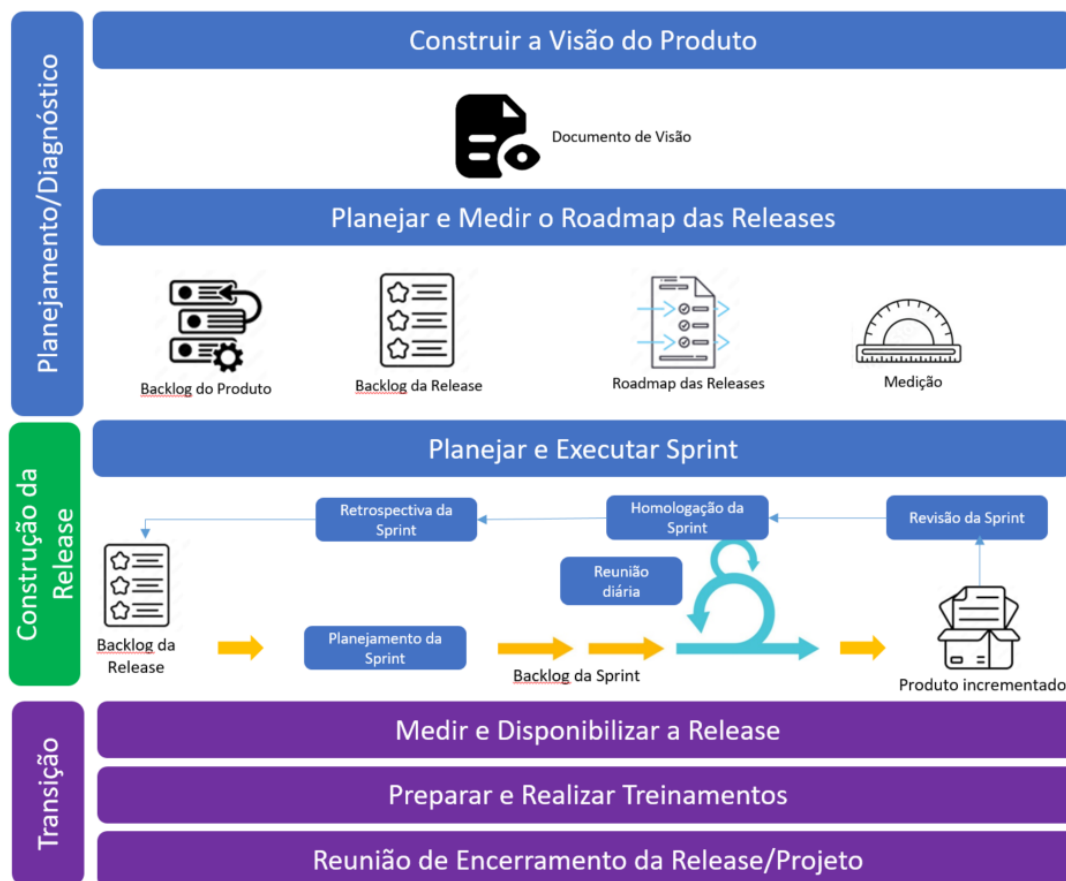 Planejamento/Diagnóstico
Construir a Visão do Produto
Documento de Visão
Planejar e Medir o Roadmap das Releases
Backlog do Produto
Backlog da Release
Roadmap das Releases
Medição
Construção da
Release
Planejar e Executar Sprint
Retrospectiva da
Sprint
Homologação da
Sprint
Revisão da Sprint
Reunião
diária
Backlog da
Release
Planejamento da
Sprint
Backlog da Sprint
Produto incrementado
Transição
Medir e Disponibilizar a Release
Preparar e Realizar Treinamentos
Reunião de Encerramento da Release/Projeto